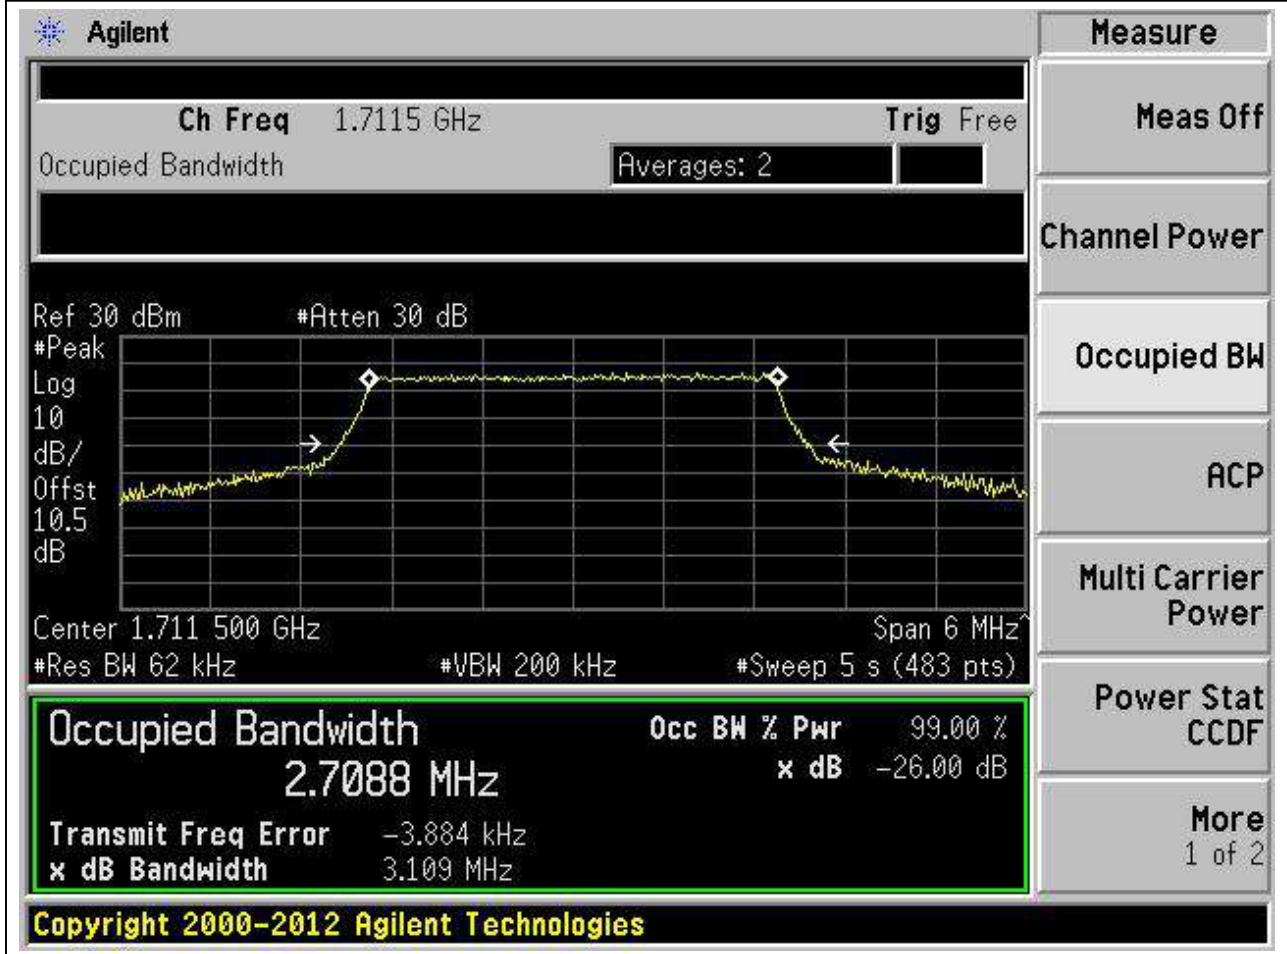 Agilent
Measure
Ch Freq 1.7115 GHz Trig Free
Occupied Bandwidth Averages: 2
Meas Off
Channel Power
Occupied BW
ACP
Multi Carrier
Power
Power Stat
CCDF
More
1 of 2
Ref 30 dBm #Atten 30 dB
#Peak
Log
10
dB/
Offst
10.5
dB
Center 1.711 500 GHz Span 6 MHz^
#Res BW 62 kHz #VBW 200 kHz #Sweep 5 s (483 pts)
Occupied Bandwidth Occ BW % Pwr 99.00 %
2.7088 MHz x dB -26.00 dB
Transmit Freq Error -3.884 kHz
x dB Bandwidth 3.109 MHz
Copyright 2000-2012 Agilent Technologies